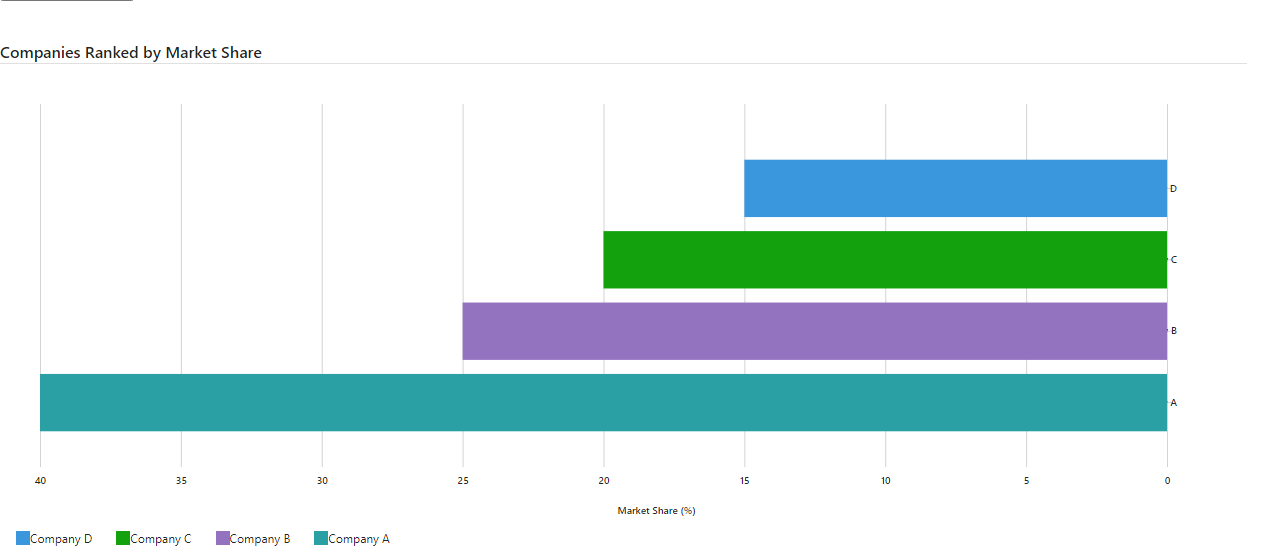 Companies Ranked by Market Share
D
C
B
A
40 35 30 25 20 15 10 5 0
Market Share (%)
Company D Company C Company B Company A